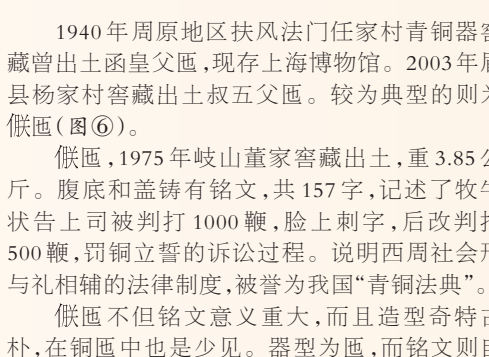 1940年周原地区扶风法门任家村青铜器窖
藏曾出土函皇父匜,现存上海博物馆。2003年眉
县杨家村窖藏出土叔五父匜。较为典型的则为
㑇匜(图⑥)。
㑇匜,1975年岐山董家窖藏出土,重3.85公
斤。腹底和盖铸有铭文,共157字,记述了牧牛
状告上司被判打1000鞭,脸上刺字,后改判打
500鞭,罚铜立誓的诉讼过程。说明西周社会形
与礼相辅的法律制度,被誉为我国“青铜法典”。
㑇匜不但铭文意义重大,而且造型奇特古
朴,在铜匜中也是少见。器型为匜,而铭文则自